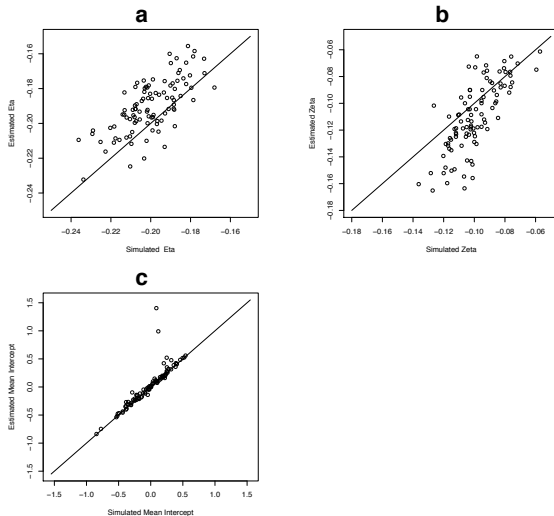 a
−0.16
−0.18
−0.20
−0.22
−0.24
Estimated Eta
−0.24 −0.22 −0.20 −0.18 −0.16
Simulated Eta
b
−0.06
−0.08
−0.10
−0.12
−0.14
−0.16
−0.18
Estimated Zeta
−0.18 −0.16 −0.14 −0.12 −0.10 −0.08 −0.06
Simulated Zeta
c
1.5
1.0
0.5
0.0
−0.5
−1.0
−1.5
Estimated Mean Intercept
−1.5 −1.0 −0.5 0.0 0.5 1.0 1.5
Simulated Mean Intercept